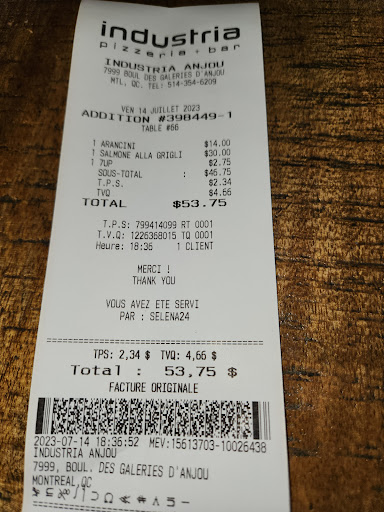 industria
pizzeria + bar
INDUSTRIA ANJOU
7999 BOUL DES GALERIES D'ANJOU
MTL, QC. TEL: 514-354-6209
VEN 14 JUILLET 2023
ADDITION #398449-1
TABLE #66
1 ARANCINI $14.00
1 SALMONE ALLA GRIGLI $30.00
1 7UP $2.75
SOUS-TOTAL : $46.75
T.P.S. $2.34
TVQ $4.66
TOTAL $53.75
T.P.S: 799414099 RT 0001
T.V.Q: 1226368015 TQ 0001
Heure: 18:36 1 CLIENT
MERCI !
THANK YOU
VOUS AVEZ ETE SERVI
PAR : SELENA24
TPS: 2,34 $ TVQ: 4,66 $
Total : 53,75 $
FACTURE ORIGINALE
2023-07-14 18:36:52 MEV:15613703-10026438
INDUSTRIA ANJOU
7999, BOUL. DES GALERIES D'ANJOU
MONTREAL,QC